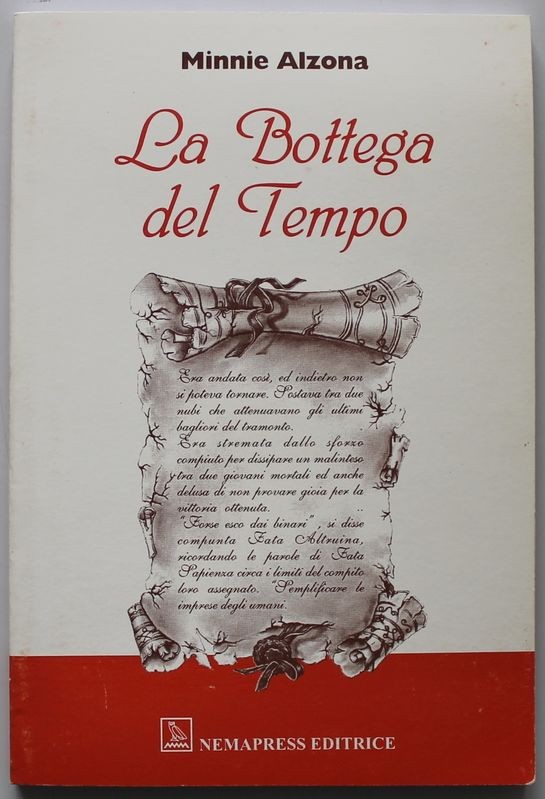 Minnie Alzona
La Bottega
del Tempo
Era andata così, ed indietro non
si poteva tornare. Sostava tra due
nubi che attenuavano gli ultimi
bagliori del tramonto.
Era stremata dallo sforzo
compiuto per dissipare un malinteso
tra due giovani mortali ed anche
delusa di non provare gioia per la
vittoria ottenuta.
"Forse esco dai binari", si disse
compunta Fata Altruina,
ricordando le parole di Fata
Sapienza circa i limiti del compito
loro assegnato. "Semplificare le
imprese degli umani.
NEMAPRESS EDITRICE